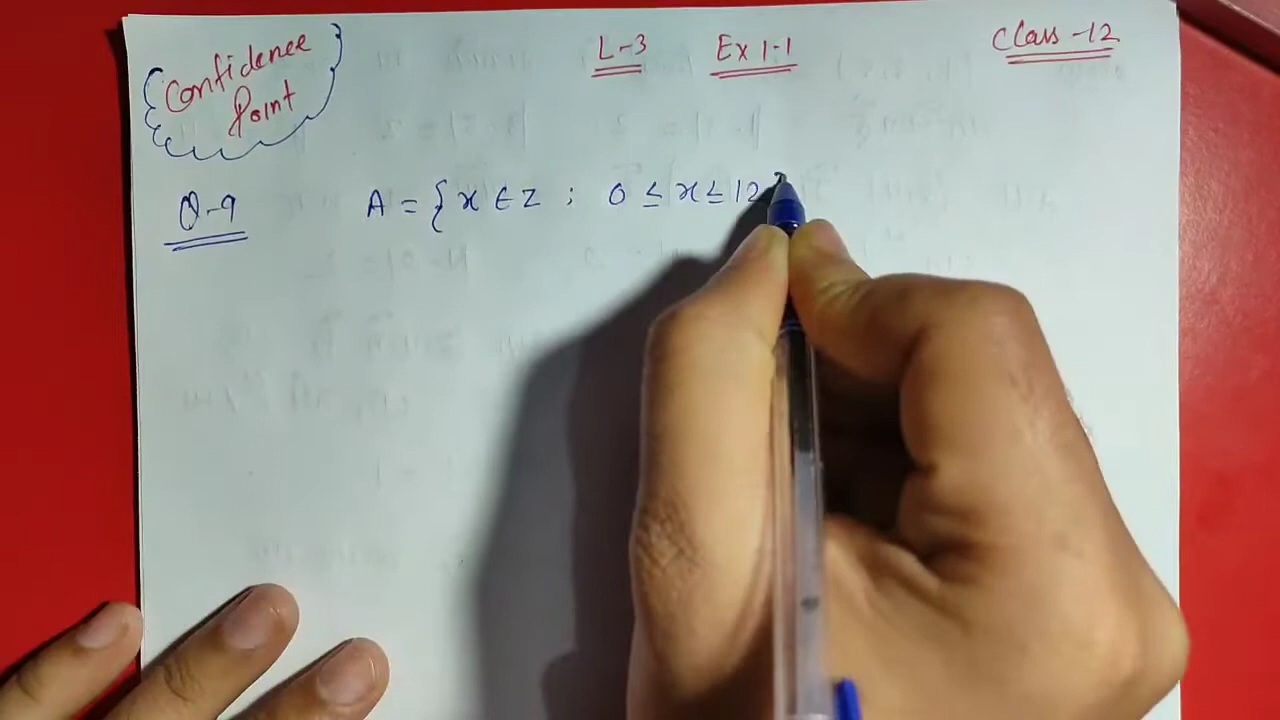 Confidence
Point
L-3 Ex 1.1 Class-12
Q-9 A = { x ∈ Z ; 0 ≤ x ≤ 12